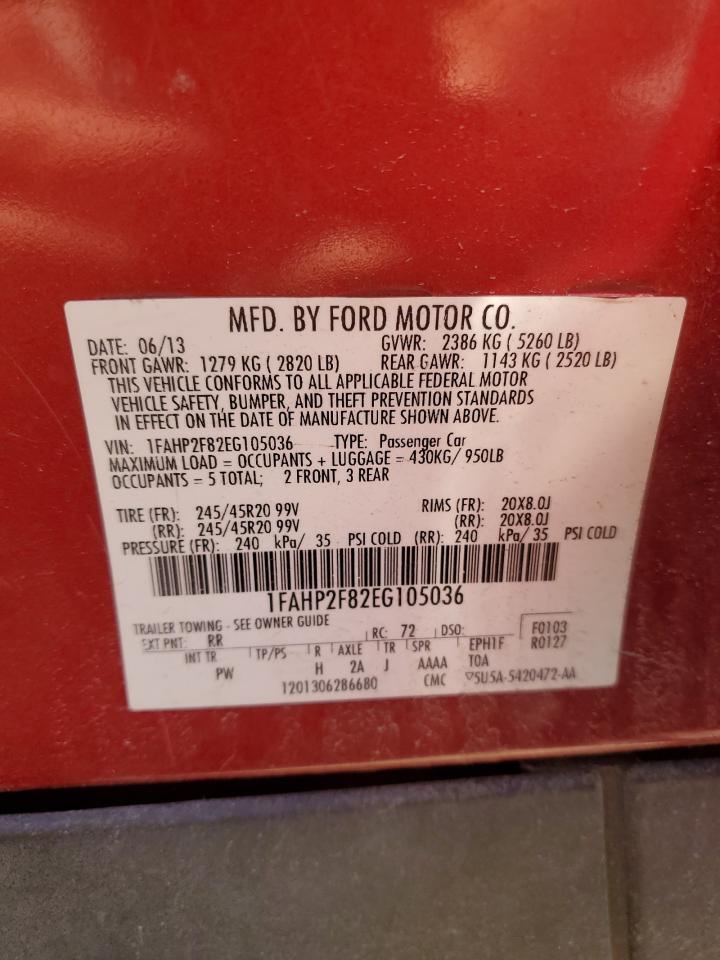 MFD. BY FORD MOTOR CO.
DATE: 06/13 GVWR: 2386 KG ( 5260 LB)
FRONT GAWR: 1279 KG ( 2820 LB) REAR GAWR: 1143 KG ( 2520 LB)
THIS VEHICLE CONFORMS TO ALL APPLICABLE FEDERAL MOTOR
VEHICLE SAFETY, BUMPER, AND THEFT PREVENTION STANDARDS
IN EFFECT ON THE DATE OF MANUFACTURE SHOWN ABOVE.
VIN: 1FAHP2F82EG105036 TYPE: Passenger Car
MAXIMUM LOAD = OCCUPANTS + LUGGAGE = 430KG/ 950LB
OCCUPANTS = 5 TOTAL; 2 FRONT, 3 REAR
TIRE (FR): 245/45R20 99V RIMS (FR): 20X8.0J
(RR): 245/45R20 99V (RR): 20X8.0J
PRESSURE (FR): 240 kPa/ 35 PSI COLD (RR): 240 kPa/ 35 PSI COLD
1FAHP2F82EG105036
TRAILER TOWING - SEE OWNER GUIDE
EXT PNT: RR RC: 72 DSO: F0103
R0127
INT TR TP/PS R AXLE TR SPR EPH1F
PW H 2A J AAAA TOA
1201306286680 CMC ▽5U5A-5420472-AA